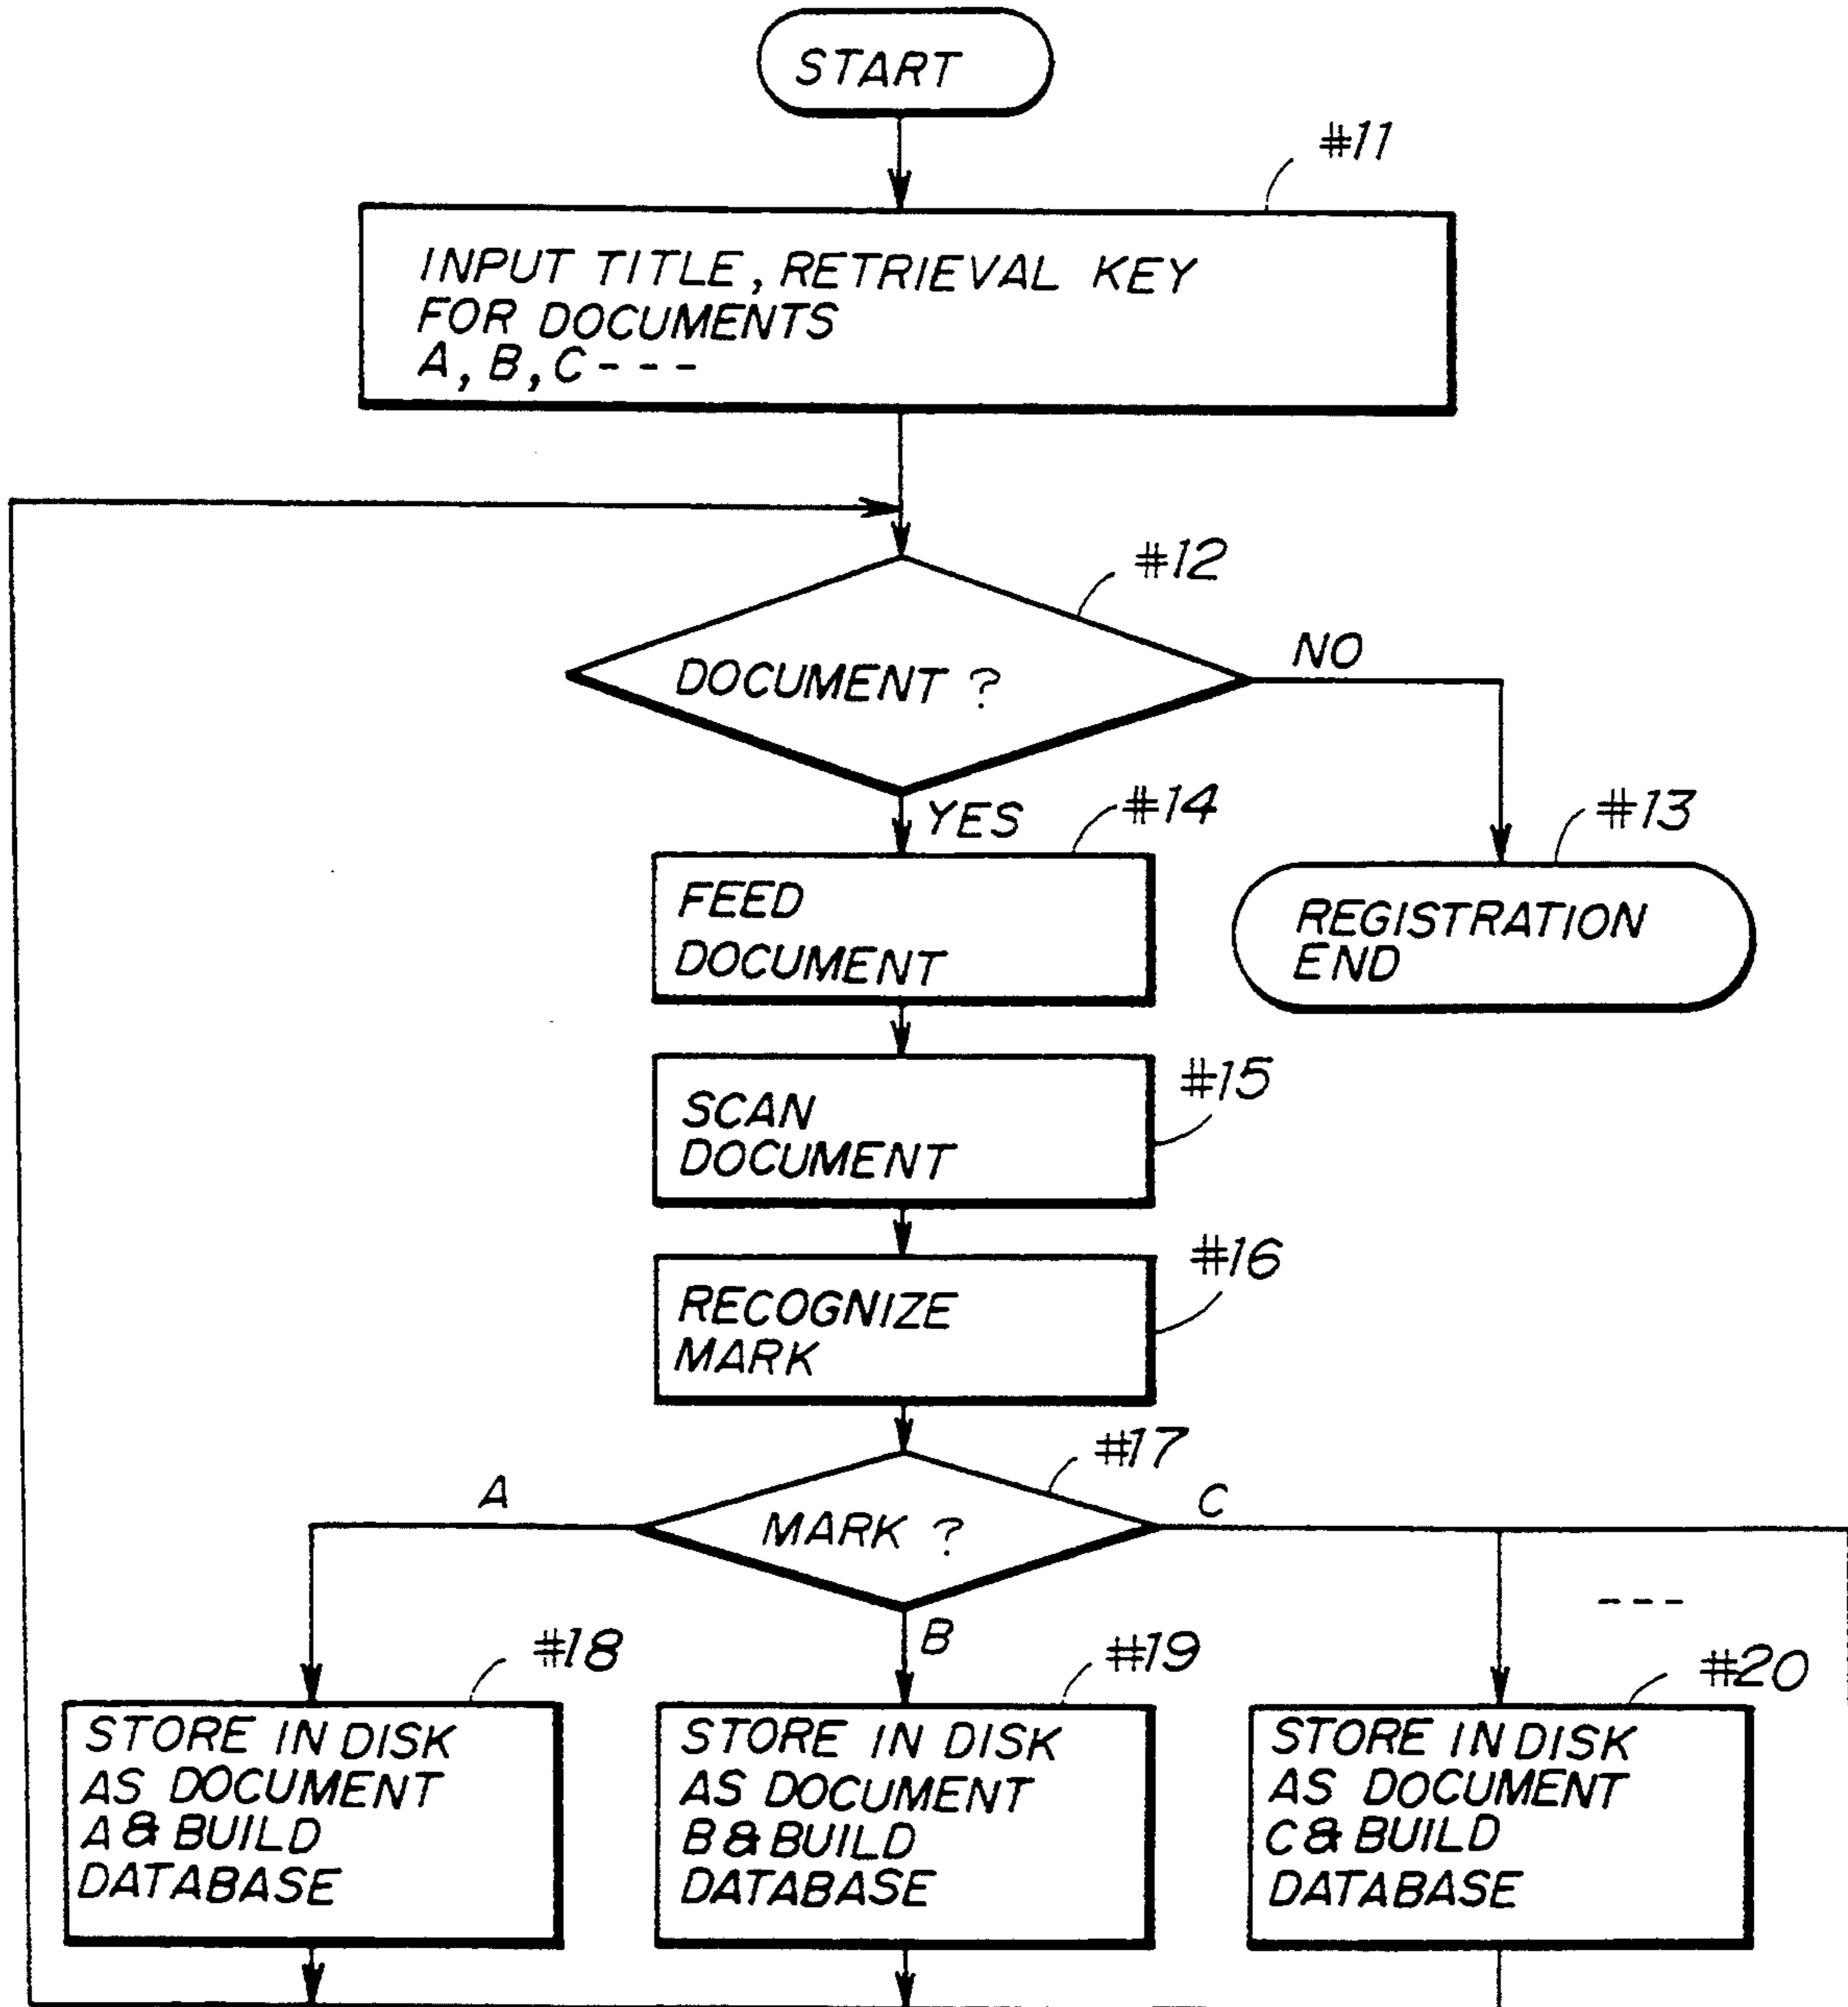 START
#11
INPUT TITLE, RETRIEVAL KEY
FOR DOCUMENTS
A, B, C ---
#12
DOCUMENT ?
NO
YES
#14
#13
FEED
DOCUMENT
REGISTRATION
END
#15
SCAN
DOCUMENT
#16
RECOGNIZE
MARK
#17
A
C
MARK ?
---
B
#18
#19
#20
STORE IN DISK
AS DOCUMENT
A & BUILD
DATABASE
STORE IN DISK
AS DOCUMENT
B & BUILD
DATABASE
STORE IN DISK
AS DOCUMENT
C & BUILD
DATABASE